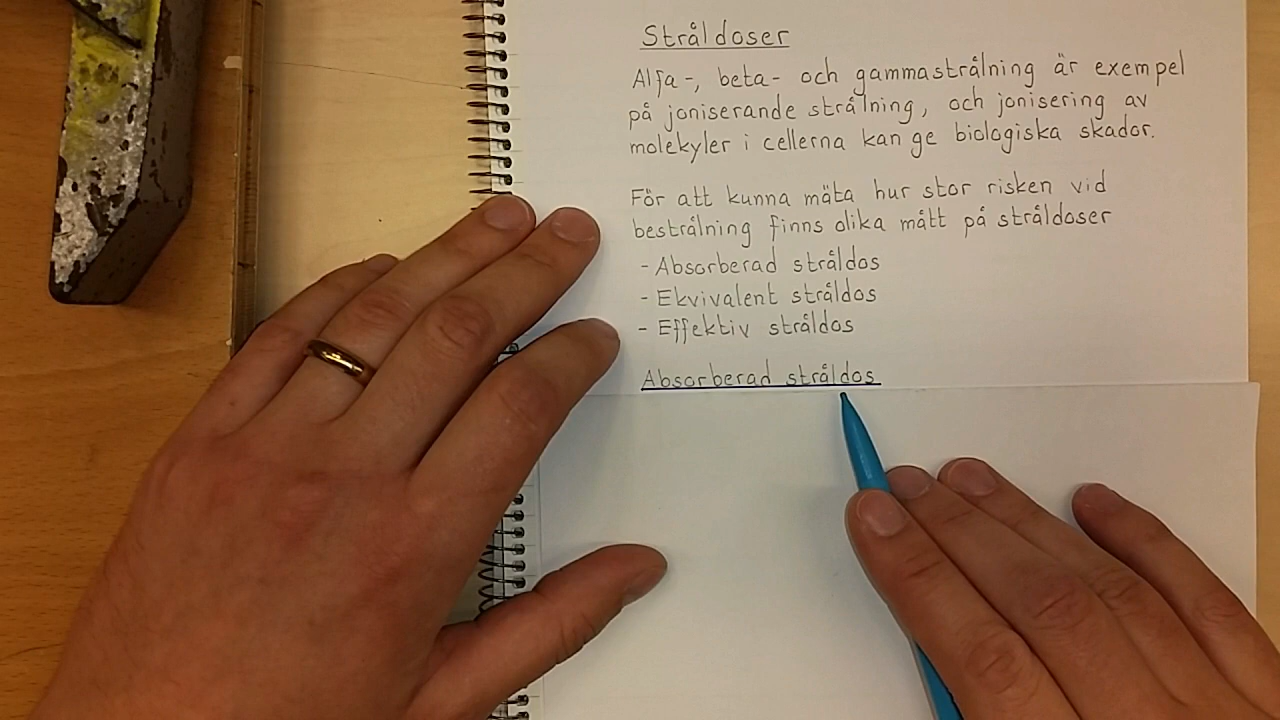 Stråldoser
Alfa-, beta- och gammastrålning är exempel
på joniserande strålning, och jonisering av
molekyler i cellerna kan ge biologiska skador.
För att kunna mäta hur stor risken vid
bestrålning finns olika mått på stråldoser
- Absorberad stråldos
- Ekvivalent stråldos
- Effektiv stråldos
Absorberad stråldos